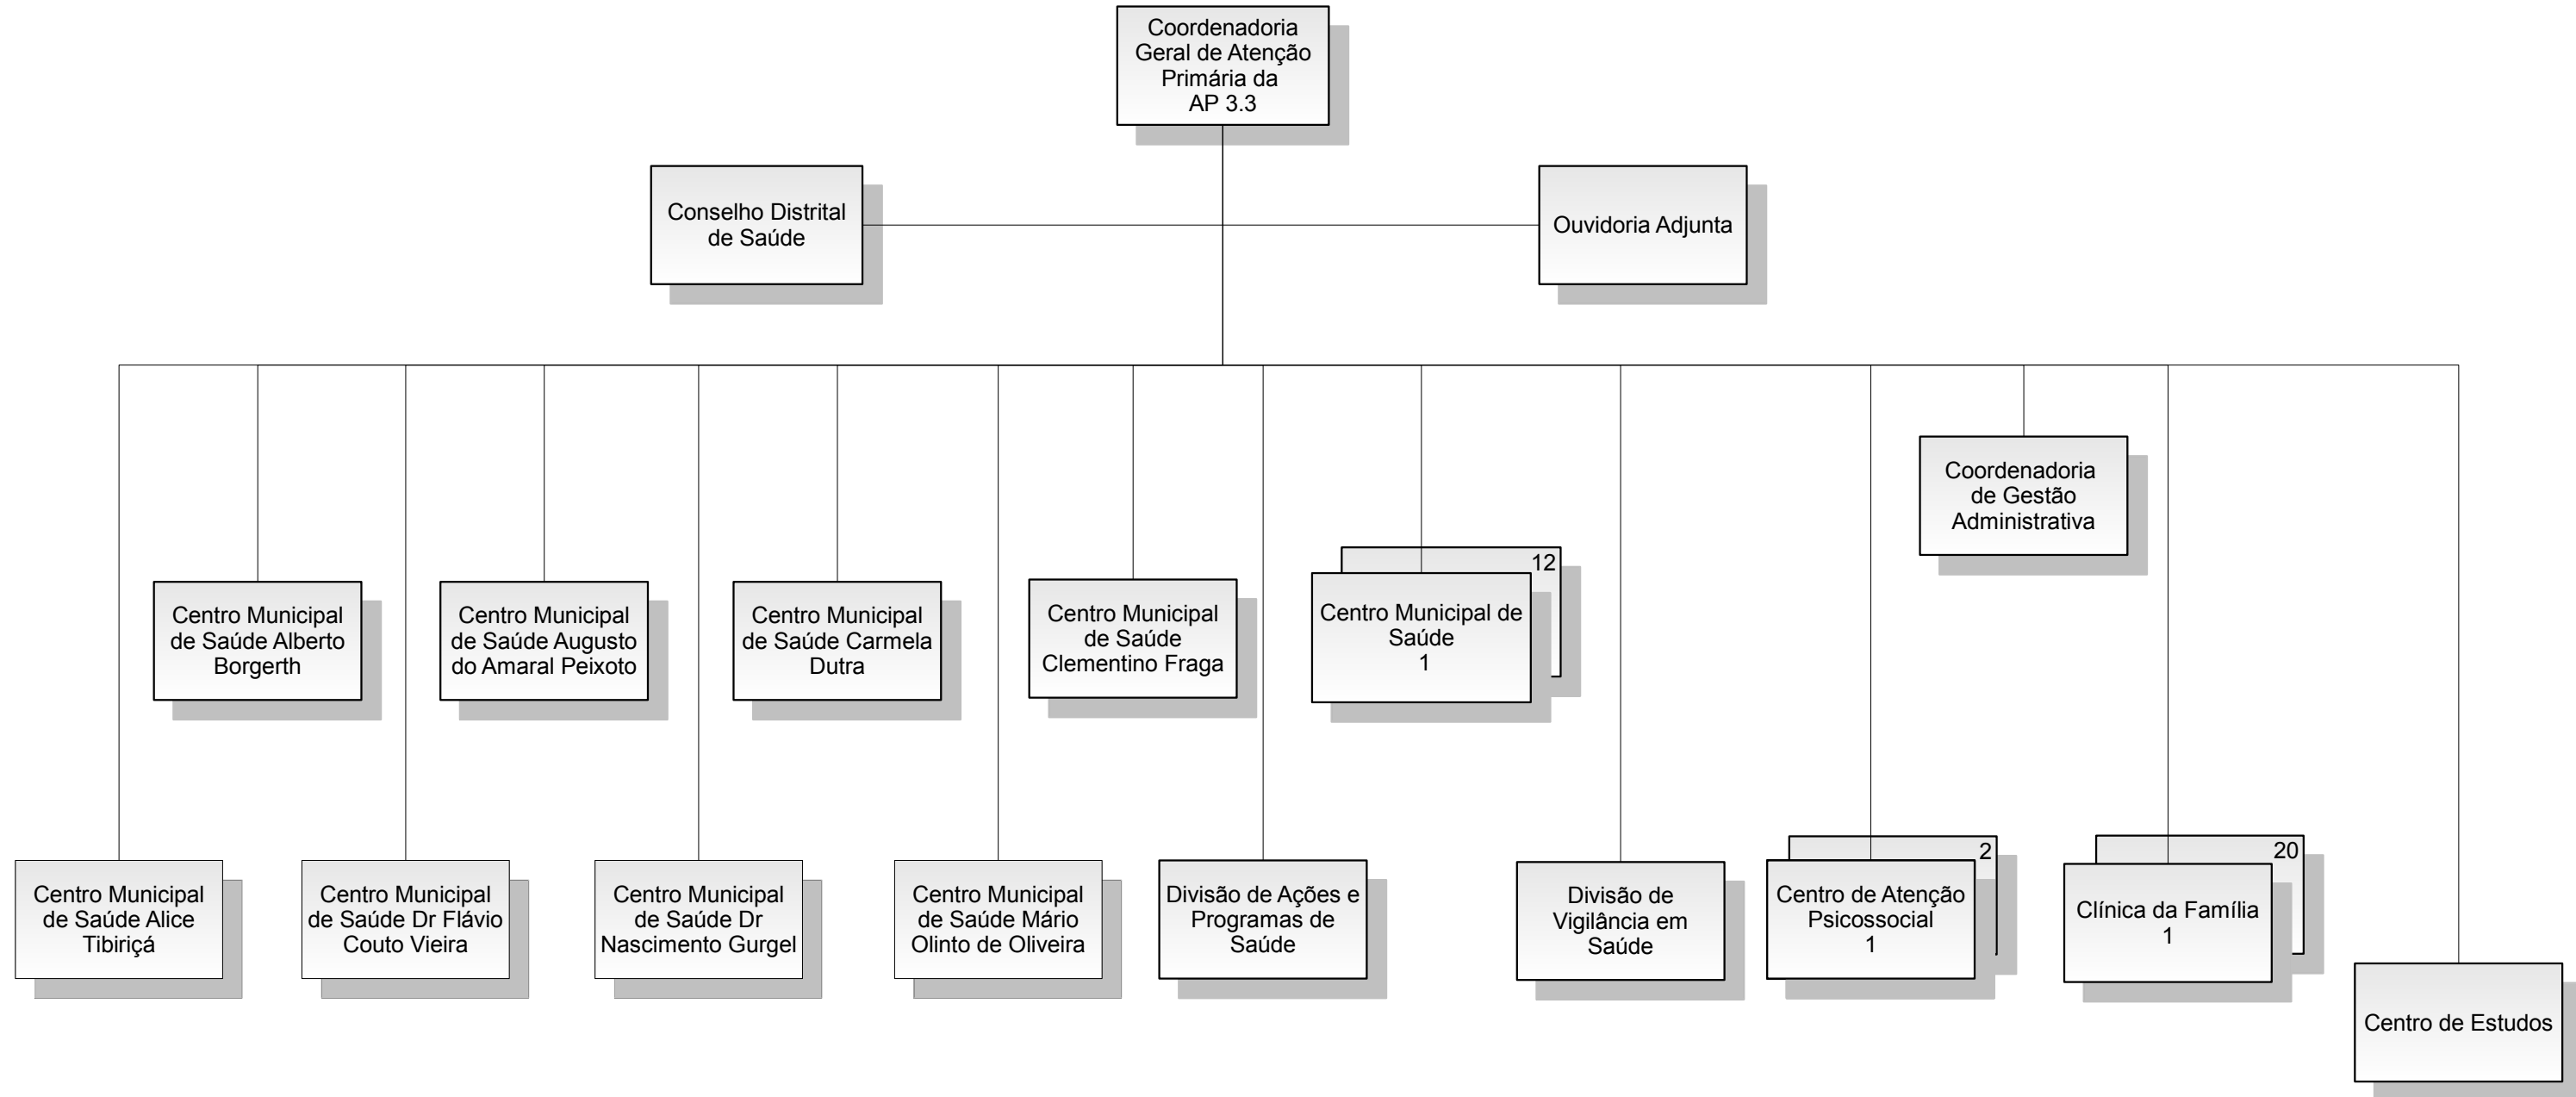 Coordenadoria
Geral de Atenção
Primária da
AP 3.3
Conselho Distrital
de Saúde
Ouvidoria Adjunta
Coordenadoria
de Gestão
Administrativa
Centro Municipal
de Saúde Alberto
Borgerth
Centro Municipal
de Saúde Augusto
do Amaral Peixoto
Centro Municipal
de Saúde Carmela
Dutra
Centro Municipal
de Saúde
Clementino Fraga
12
Centro Municipal de
Saúde
1
Centro Municipal
de Saúde Alice
Tibiriçá
Centro Municipal
de Saúde Dr Flávio
Couto Vieira
Centro Municipal
de Saúde Dr
Nascimento Gurgel
Centro Municipal
de Saúde Mário
Olinto de Oliveira
Divisão de Ações e
Programas de
Saúde
Divisão de
Vigilância em
Saúde
2
Centro de Atenção
Psicossocial
1
20
Clínica da Família
1
Centro de Estudos